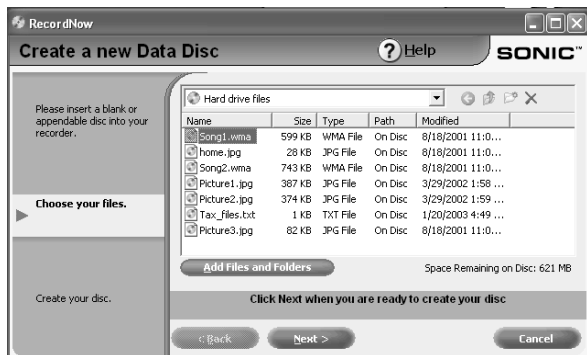 RecordNow
Create a new Data Disc
? Help
SONIC™
Please insert a blank or
appendable disc into your
recorder.
Choose your files.
Create your disc.
Hard drive files
Name Size Type Path Modified
Song1.wma 599 KB WMA File On Disc 8/18/2001 11:0...
home.jpg 28 KB JPG File On Disc 8/18/2001 11:0...
Song2.wma 743 KB WMA File On Disc 8/18/2001 11:0...
Picture1.jpg 387 KB JPG File On Disc 3/29/2002 1:58 ...
Picture2.jpg 374 KB JPG File On Disc 3/29/2002 1:59 ...
Tax_files.txt 1 KB TXT File On Disc 1/20/2003 4:49 ...
Picture3.jpg 82 KB JPG File On Disc 8/18/2001 11:0...
Add Files and Folders
Space Remaining on Disc: 621 MB
Click Next when you are ready to create your disc
< Back
Next >
Cancel